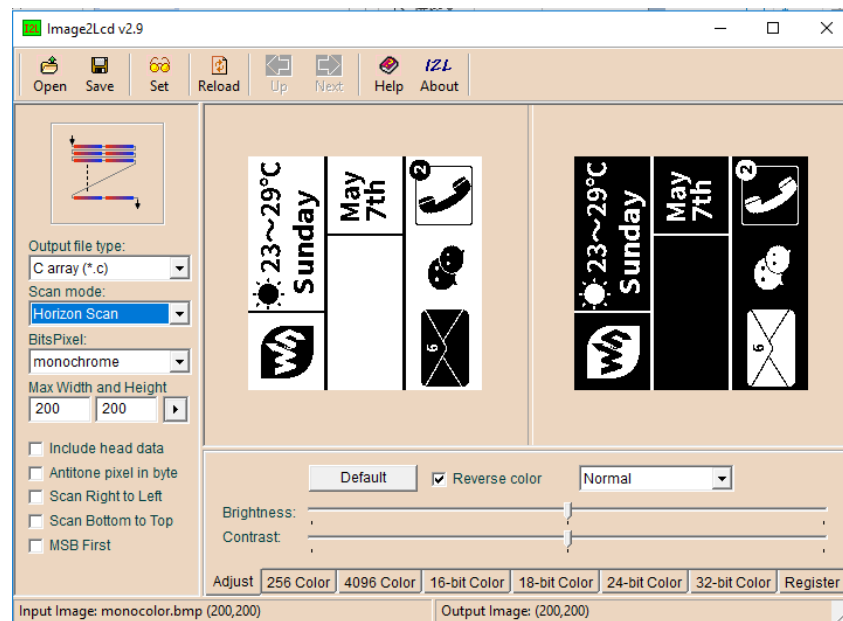 Image2Lcd v2.9
Open Save Set Reload Up Next Help About
Output file type:
C array (*.c)
Scan mode:
Horizon Scan
BitsPixel:
monochrome
Max Width and Height
200 200
Include head data
Antitone pixel in byte
Scan Right to Left
Scan Bottom to Top
MSB First
23～29°C
Sunday
May
7th
2
6
23～29°C
Sunday
May
7th
2
6
Default Reverse color Normal
Brightness:
Contrast:
Adjust 256 Color 4096 Color 16-bit Color 18-bit Color 24-bit Color 32-bit Color Register
Input Image: monocolor.bmp (200,200) Output Image: (200,200)